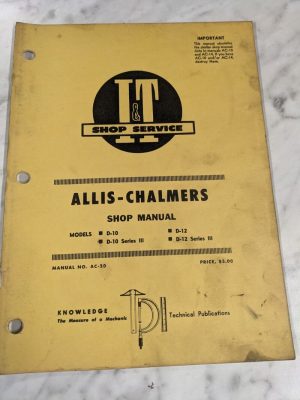 IMPORTANT
I&T
SHOP SERVICE
ALLIS-CHALMERS
SHOP MANUAL
MODELS ■ D-10 ■ D-12
■ D-10 Series III ■ D-12 Series III
MANUAL NO. AC-20 PRICE, $3.00
KNOWLEDGE
The Measure of a Mechanic
Technical Publications